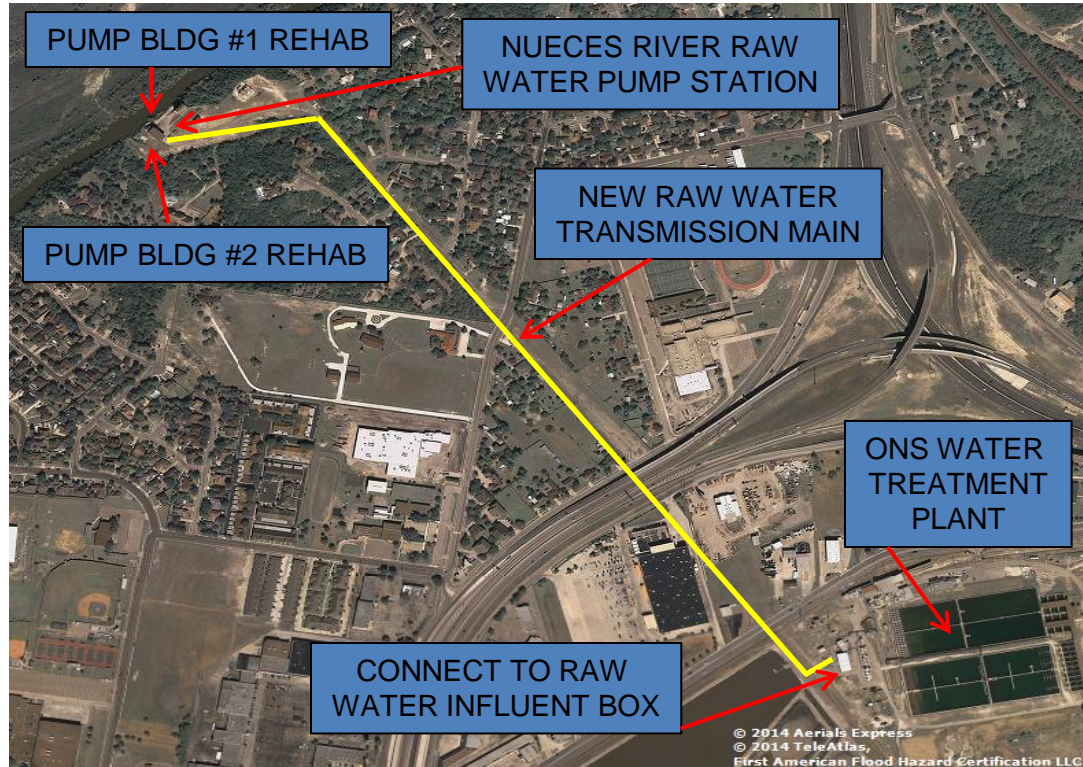 PUMP BLDG #1 REHAB
NUECES RIVER RAW
WATER PUMP STATION
NEW RAW WATER
TRANSMISSION MAIN
PUMP BLDG #2 REHAB
ONS WATER
TREATMENT
PLANT
CONNECT TO RAW
WATER INFLUENT BOX
© 2014 Aerials Express
© 2014 TeleAtlas,
First American Flood Hazard Certification LLC